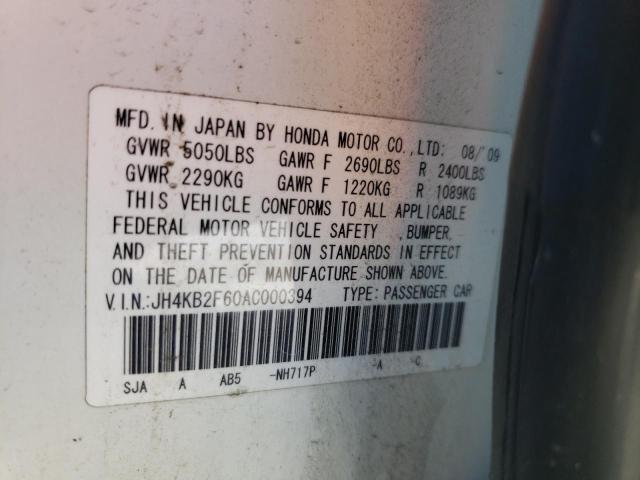 MFD. IN JAPAN BY HONDA MOTOR CO., LTD: 08/'09
GVWR 5050LBS GAWR F 2690LBS R 2400LBS
GVWR 2290KG GAWR F 1220KG R 1089KG
THIS VEHICLE CONFORMS TO ALL APPLICABLE
FEDERAL MOTOR VEHICLE SAFETY ,BUMPER,
AND THEFT PREVENTION STANDARDS IN EFFECT
ON THE DATE OF MANUFACTURE SHOWN ABOVE.
V.I.N.:JH4KB2F60AC000394 TYPE: PASSENGER CAR
SJA A AB5 -NH717P -A -C